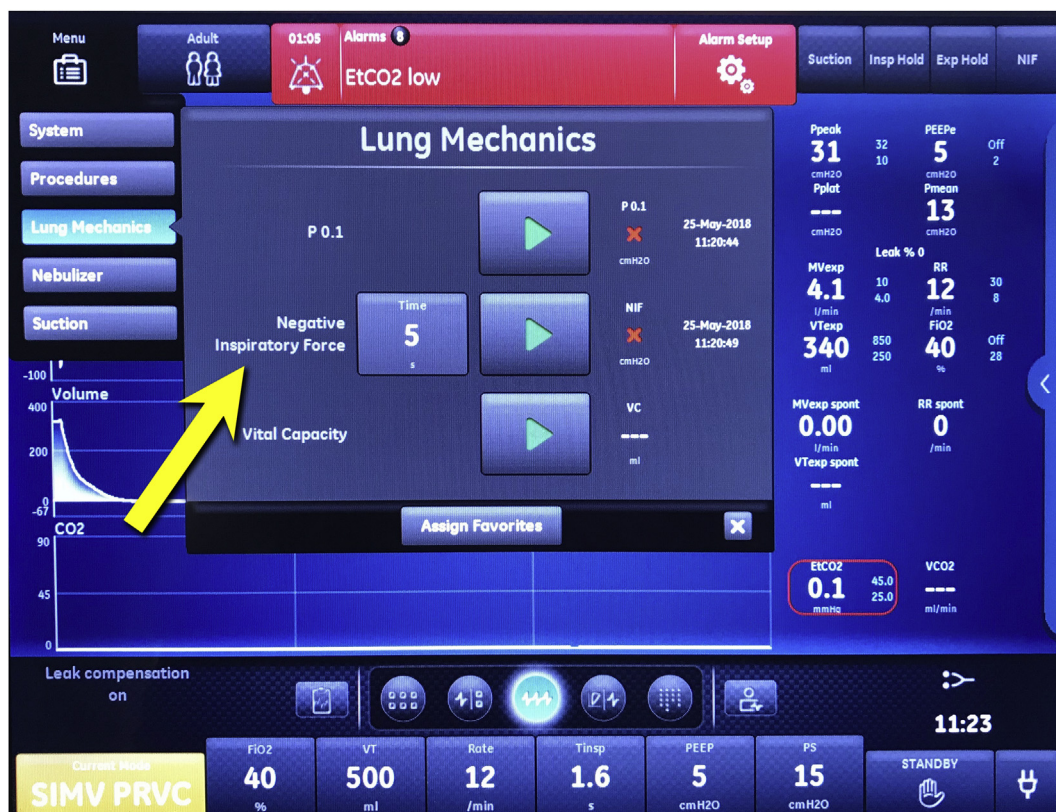 Menu
Adult
01:05
Alarms 8
EtCO2 low
Alarm Setup
Suction
Insp Hold
Exp Hold
NIF
System
Procedures
Lung Mechanics
Nebulizer
Suction
Lung Mechanics
P 0.1
P 0.1
cmH2O
25-May-2018
11:20:44
Negative
Inspiratory Force
Time
5
s
NIF
cmH2O
25-May-2018
11:20:49
Vital Capacity
VC
---
ml
Assign Favorites
-100
Volume
400
200
0
-67
CO2
90
45
0
Ppeak
31
cmH2O
32
10
PEEPe
5
cmH2O
Off
2
Pplat
---
cmH2O
Pmean
13
cmH2O
Leak % 0
MVexp
4.1
l/min
10
4.0
RR
12
/min
30
8
VTexp
340
ml
850
250
FiO2
40
%
Off
28
MVexp spont
0.00
l/min
RR spont
0
/min
VTexp spont
---
ml
EtCO2
0.1
mmHg
45.0
25.0
VCO2
---
ml/min
Leak compensation
on
11:23
Current Mode
SIMV PRVC
FiO2
40
%
VT
500
ml
Rate
12
/min
Tinsp
1.6
s
PEEP
5
cmH2O
PS
15
cmH2O
STANDBY